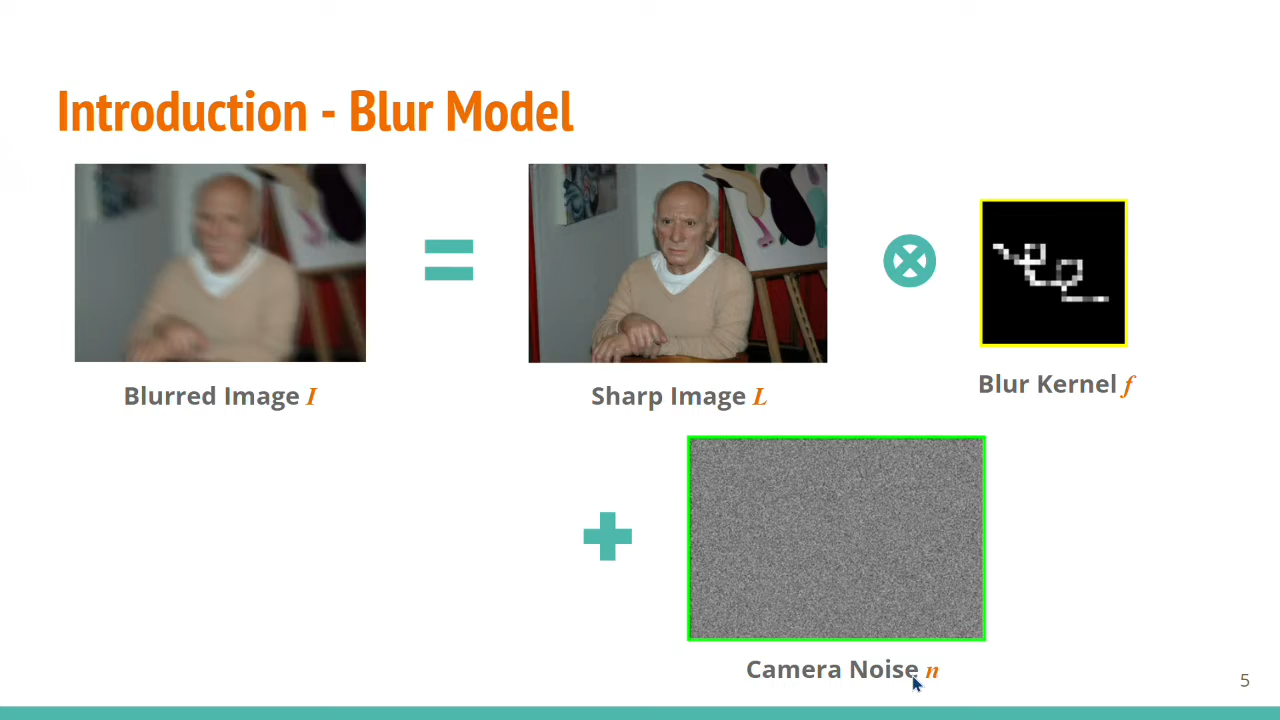 Introduction - Blur Model
Blurred Image I
Sharp Image L
Blur Kernel f
Camera Noise n
5